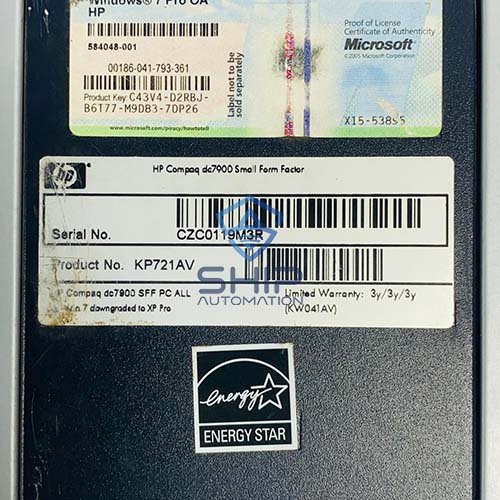 Windows® 7 Pro OA
HP
584048-001
00186-041-793-361
Product Key: C43V4-D2RBJ-
B6T77-M9DB3-7DP26
www.microsoft.com/piracy/howtotell
Label not to be
sold separately
Proof of License
Certificate of Authenticity
Microsoft
©2005 Microsoft Corporation
X15-53896
hp
HP Compaq dc7900 Small Form Factor
Serial No. CZC0119M3R
Product No. KP721AV
SHIP
AUTOMATION
HP Compaq dc7900 SFF PC ALL
Win 7 downgraded to XP Pro
Limited Warranty: 3y/3y/3y
(KW041AV)
energy
ENERGY STAR